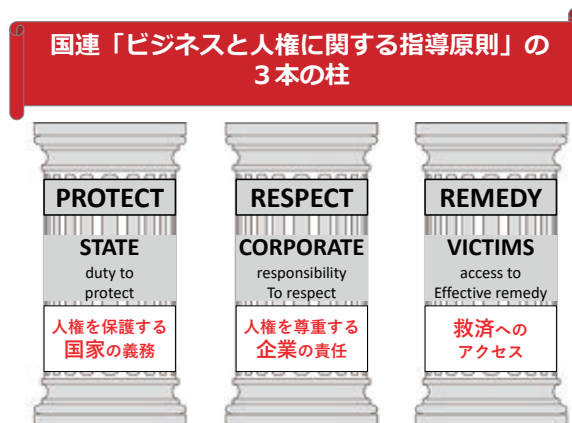 国連「ビジネスと人権に関する指導原則」の
３本の柱
PROTECT
STATE
duty to
protect
人権を保護する
国家の義務
RESPECT
CORPORATE
responsibility
To respect
人権を尊重する
企業の責任
REMEDY
VICTIMS
access to
Effective remedy
救済への
アクセス